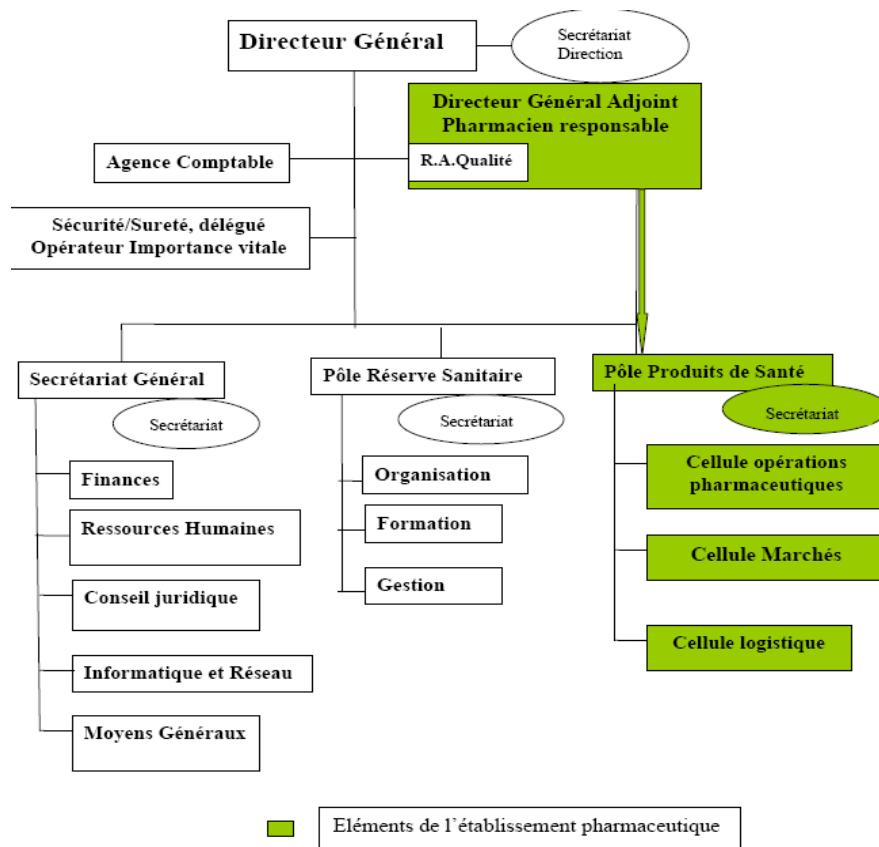 Directeur Général
Secrétariat
Direction
Directeur Général Adjoint
Pharmacien responsable
Agence Comptable
R.A.Qualité
Sécurité/Sureté, délégué
Opérateur Importance vitale
Secrétariat Général
Secrétariat
Finances
Ressources Humaines
Conseil juridique
Informatique et Réseau
Moyens Généraux
Pôle Réserve Sanitaire
Secrétariat
Organisation
Formation
Gestion
Pôle Produits de Santé
Secrétariat
Cellule opérations
pharmaceutiques
Cellule Marchés
Cellule logistique
Eléments de l'établissement pharmaceutique